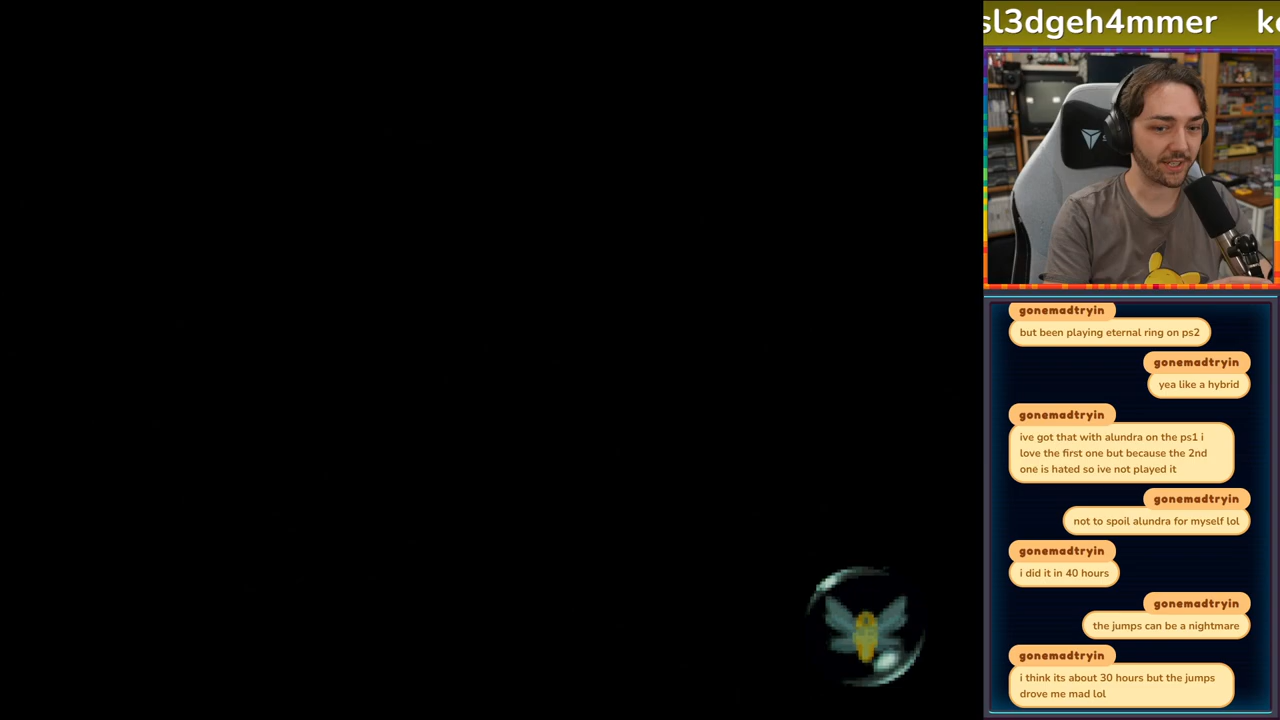 sl3dgeh4mmer
gonemadtryin
but been playing eternal ring on ps2
gonemadtryin
yea like a hybrid
gonemadtryin
ive got that with alundra on the ps1 i
love the first one but because the 2nd
one is hated so ive not played it
gonemadtryin
not to spoil alundra for myself lol
gonemadtryin
i did it in 40 hours
gonemadtryin
the jumps can be a nightmare
gonemadtryin
i think its about 30 hours but the jumps
drove me mad lol